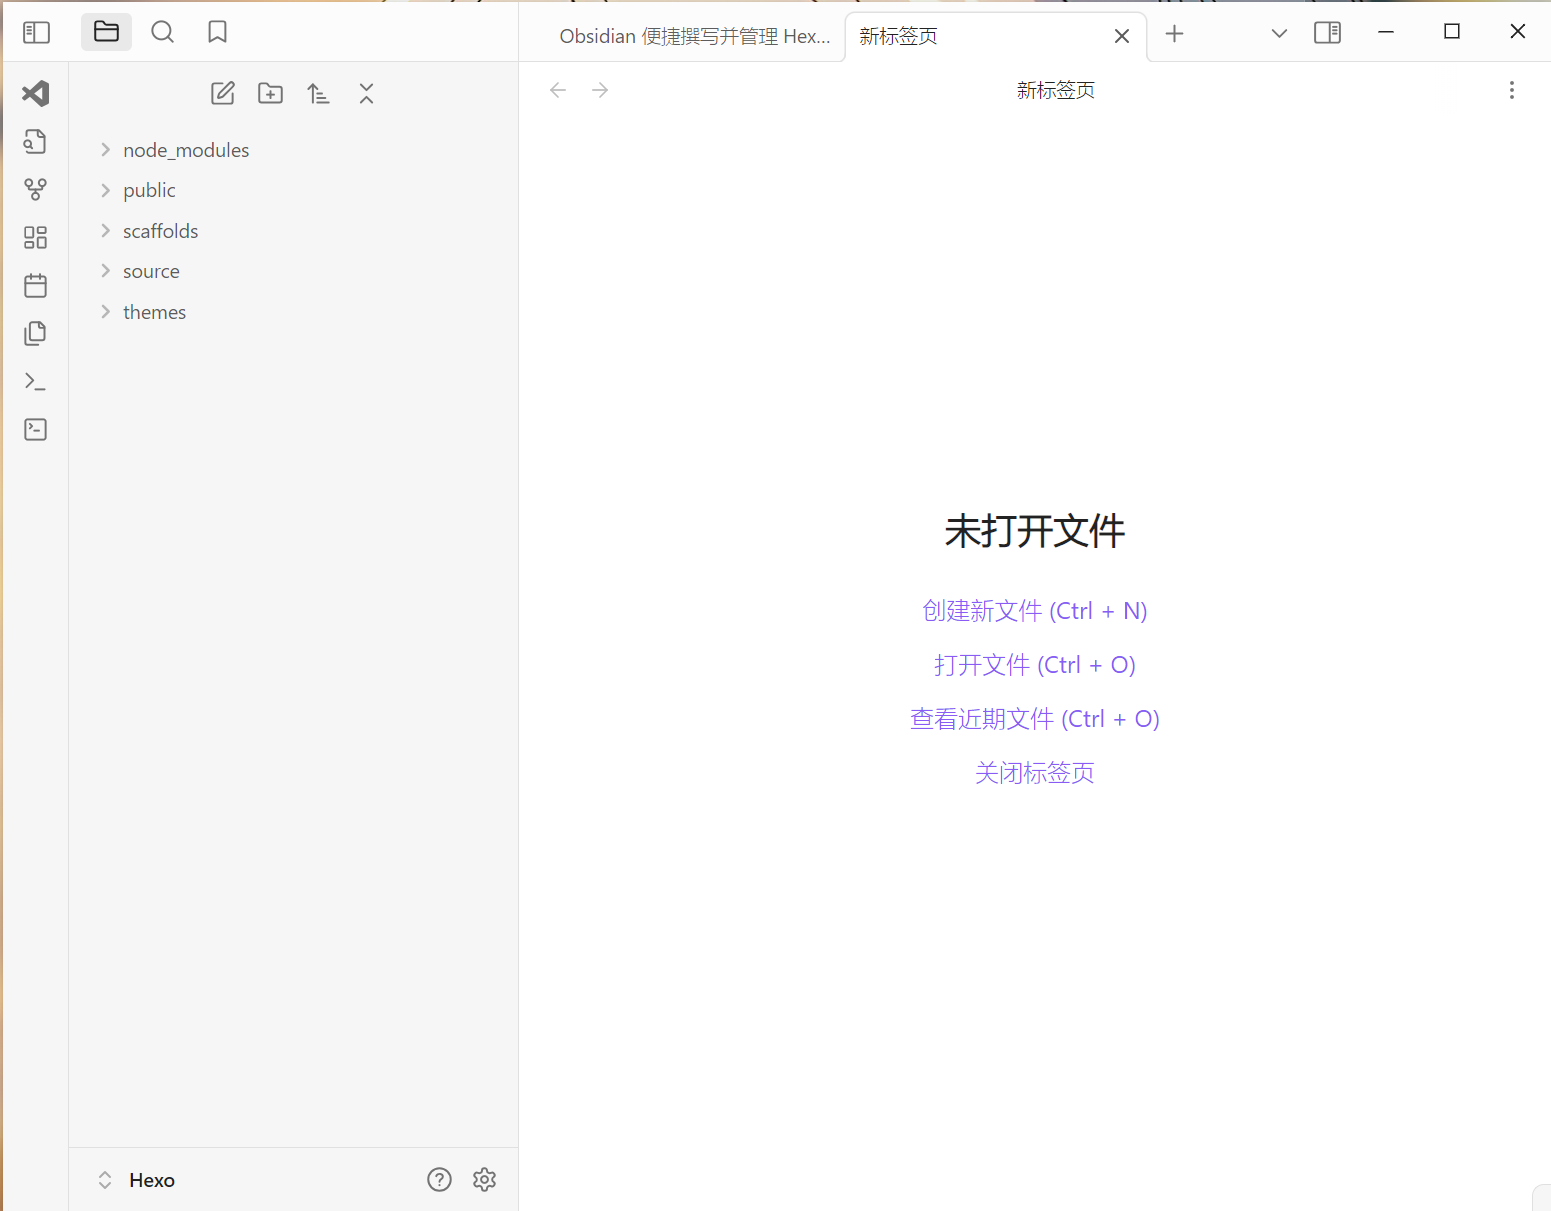 Obsidian 便捷撰写并管理 Hex...
新标签页
新标签页
node_modules
public
scaffolds
source
themes
未打开文件
创建新文件 (Ctrl + N)
打开文件 (Ctrl + O)
查看近期文件 (Ctrl + O)
关闭标签页
Hexo